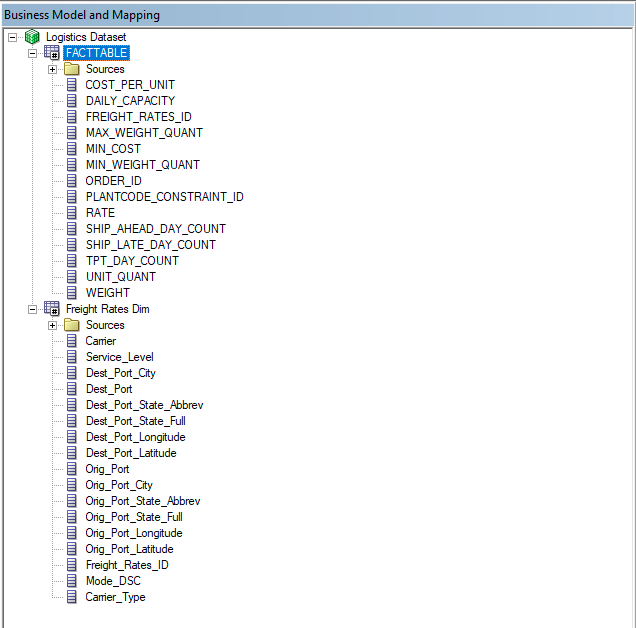 Business Model and Mapping
Logistics Dataset
FACTTABLE
Sources
COST_PER_UNIT
DAILY_CAPACITY
FREIGHT_RATES_ID
MAX_WEIGHT_QUANT
MIN_COST
MIN_WEIGHT_QUANT
ORDER_ID
PLANTCODE_CONSTRAINT_ID
RATE
SHIP_AHEAD_DAY_COUNT
SHIP_LATE_DAY_COUNT
TPT_DAY_COUNT
UNIT_QUANT
WEIGHT
Freight Rates Dim
Sources
Carrier
Service_Level
Dest_Port_City
Dest_Port
Dest_Port_State_Abbrev
Dest_Port_State_Full
Dest_Port_Longitude
Dest_Port_Latitude
Orig_Port
Orig_Port_City
Orig_Port_State_Abbrev
Orig_Port_State_Full
Orig_Port_Longitude
Orig_Port_Latitude
Freight_Rates_ID
Mode_DSC
Carrier_Type